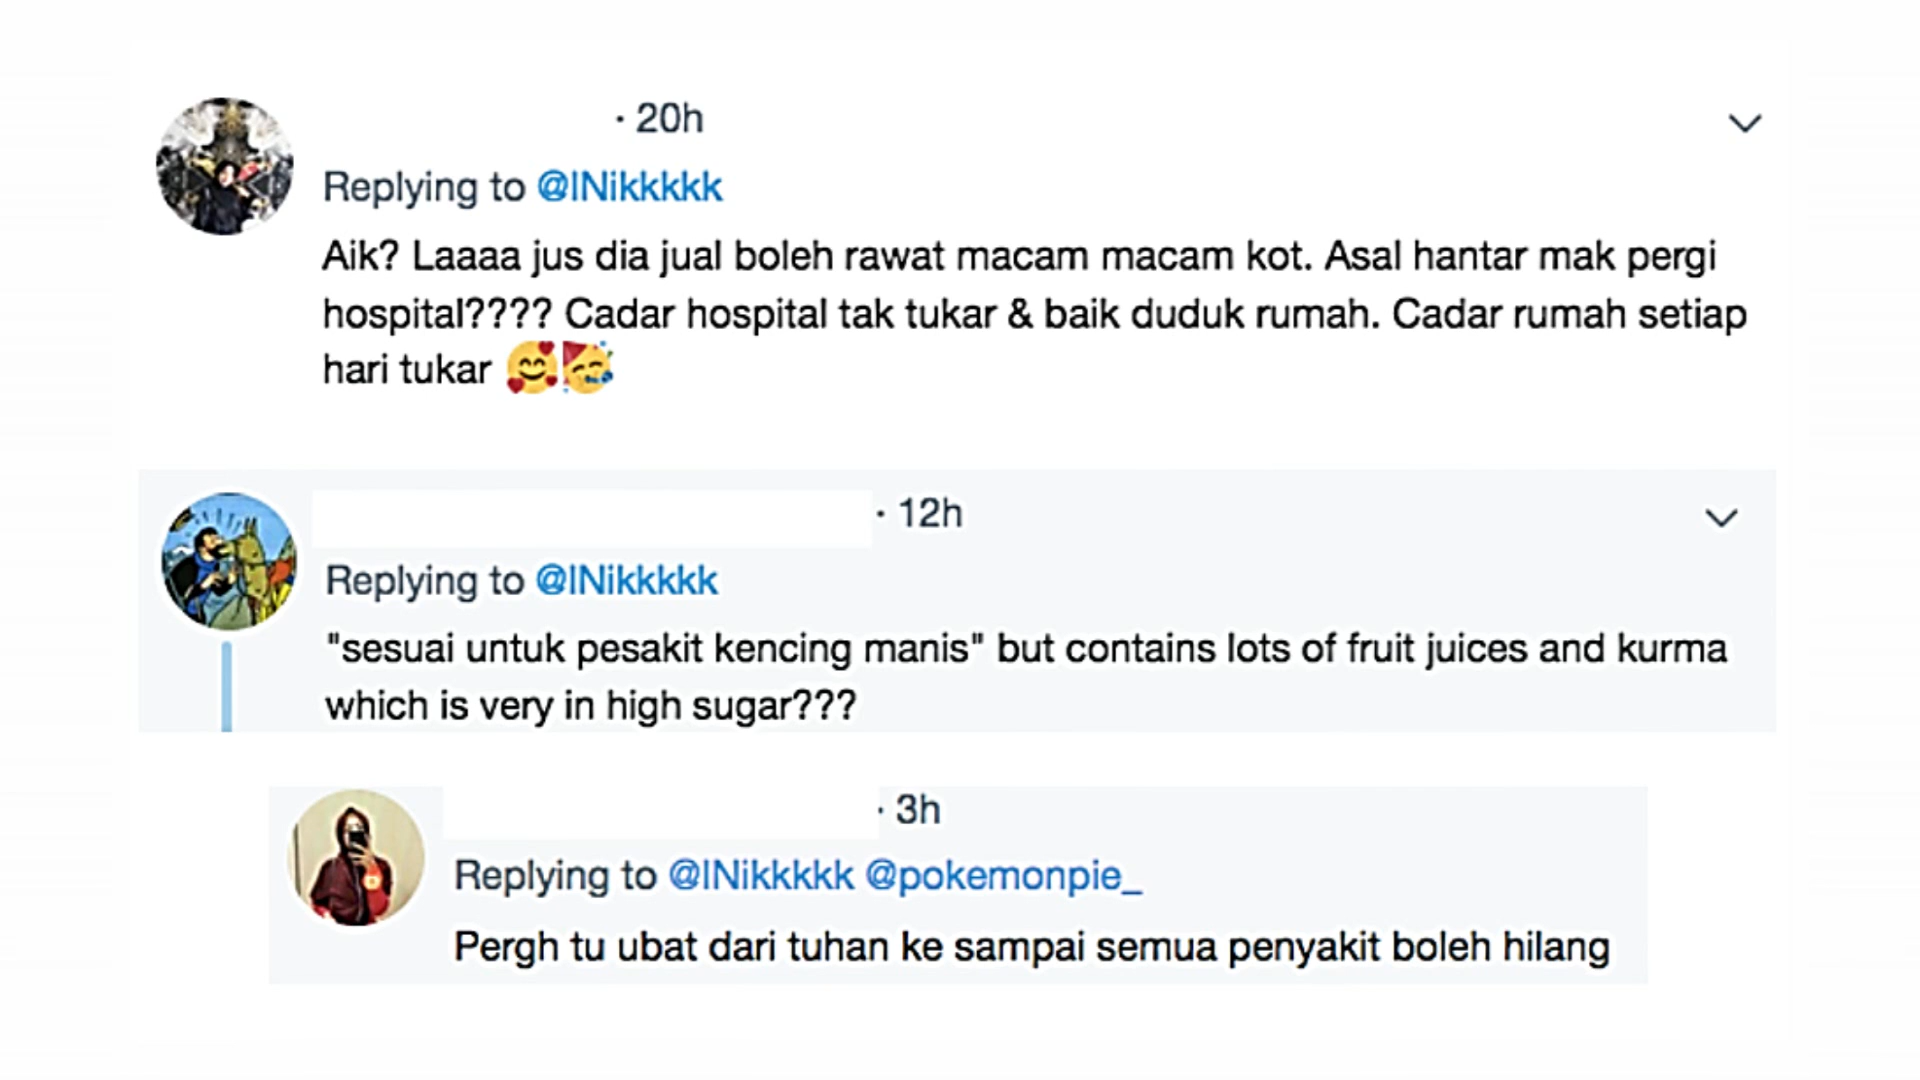 · 20h
Replying to @INikkkkk
Aik? Laaaa jus dia jual boleh rawat macam macam kot. Asal hantar mak pergi
hospital???? Cadar hospital tak tukar & baik duduk rumah. Cadar rumah setiap
hari tukar 🥰🥳
· 12h
Replying to @INikkkkk
"sesuai untuk pesakit kencing manis" but contains lots of fruit juices and kurma
which is very in high sugar???
· 3h
Replying to @INikkkkk @pokemonpie_
Pergh tu ubat dari tuhan ke sampai semua penyakit boleh hilang